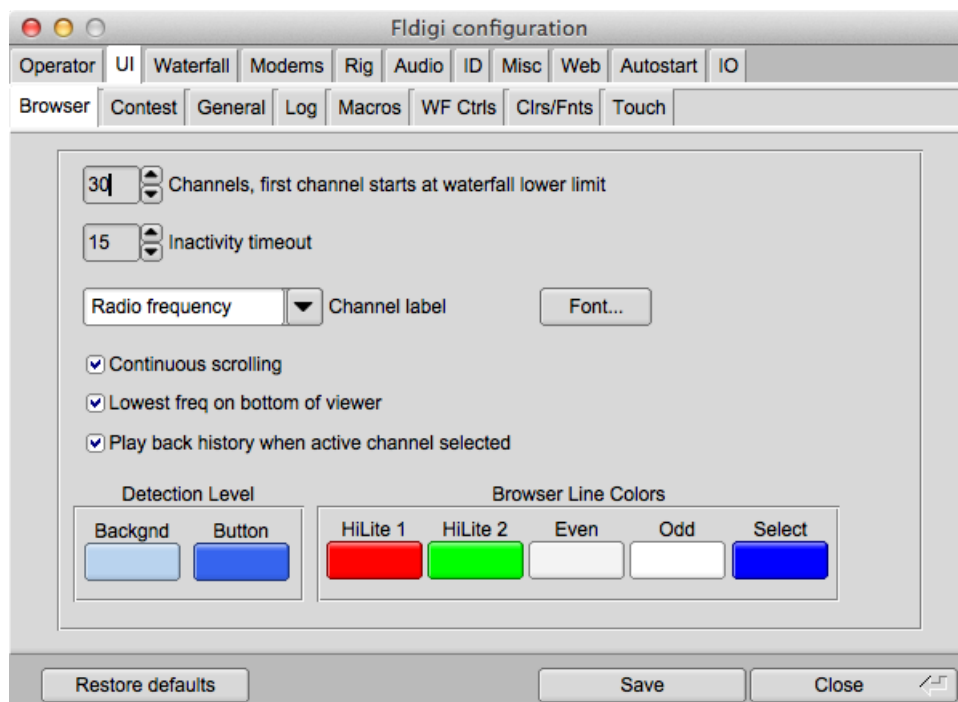 Fldigi configuration
Operator UI Waterfall Modems Rig Audio ID Misc Web Autostart IO
Browser Contest General Log Macros WF Ctrls Clrs/Fnts Touch
30 Channels, first channel starts at waterfall lower limit
15 Inactivity timeout
Radio frequency Channel label Font...
Continuous scrolling
Lowest freq on bottom of viewer
Play back history when active channel selected
Detection Level Browser Line Colors
Backgnd Button HiLite 1 HiLite 2 Even Odd Select
Restore defaults Save Close